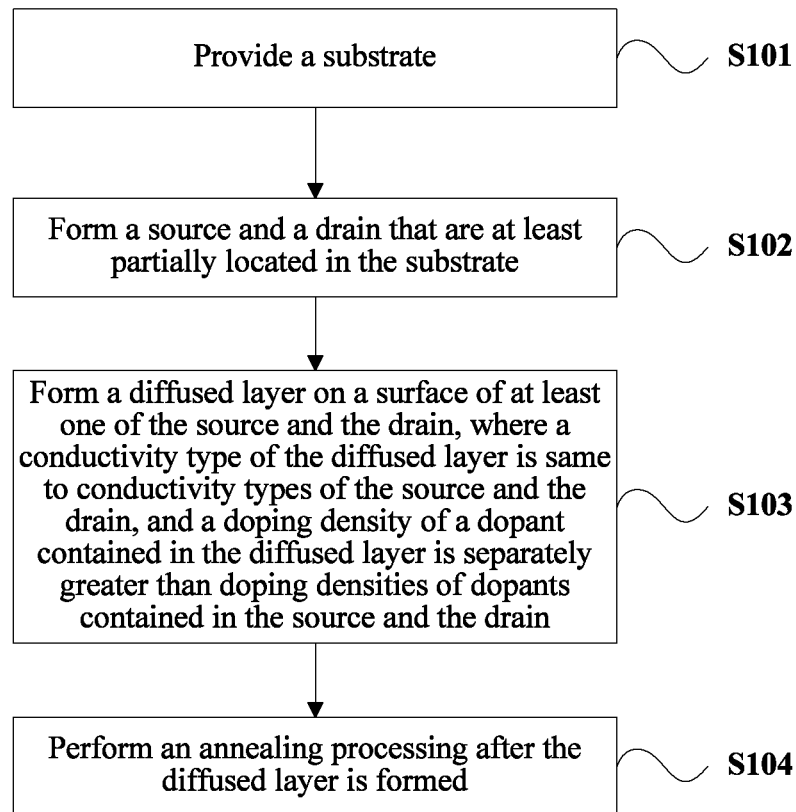 Provide a substrate
S101
Form a source and a drain that are at least
partially located in the substrate
S102
Form a diffused layer on a surface of at least
one of the source and the drain, where a
conductivity type of the diffused layer is same
to conductivity types of the source and the
drain, and a doping density of a dopant
contained in the diffused layer is separately
greater than doping densities of dopants
contained in the source and the drain
S103
Perform an annealing processing after the
diffused layer is formed
S104